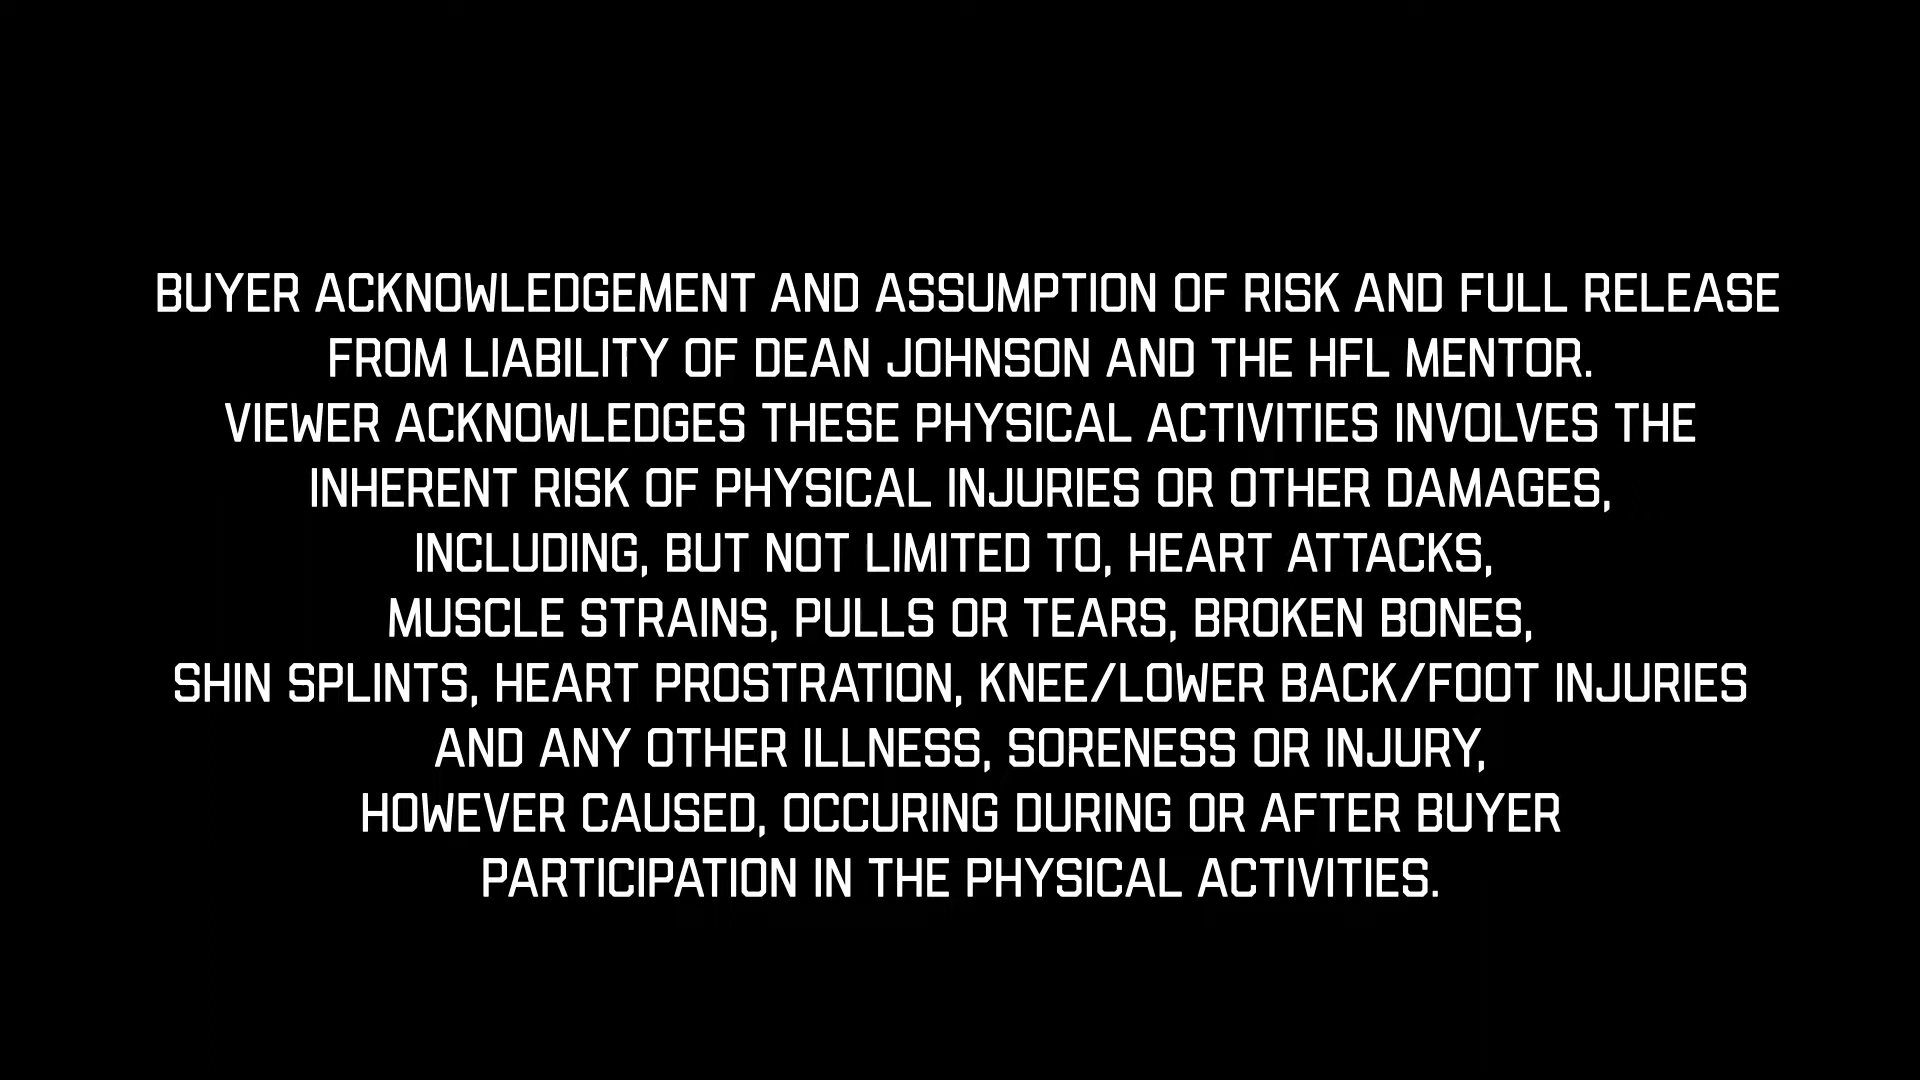 BUYER ACKNOWLEDGEMENT AND ASSUMPTION OF RISK AND FULL RELEASE
FROM LIABILITY OF DEAN JOHNSON AND THE HFL MENTOR.
VIEWER ACKNOWLEDGES THESE PHYSICAL ACTIVITIES INVOLVES THE
INHERENT RISK OF PHYSICAL INJURIES OR OTHER DAMAGES,
INCLUDING, BUT NOT LIMITED TO, HEART ATTACKS,
MUSCLE STRAINS, PULLS OR TEARS, BROKEN BONES,
SHIN SPLINTS, HEART PROSTRATION, KNEE/LOWER BACK/FOOT INJURIES
AND ANY OTHER ILLNESS, SORENESS OR INJURY,
HOWEVER CAUSED, OCCURING DURING OR AFTER BUYER
PARTICIPATION IN THE PHYSICAL ACTIVITIES.